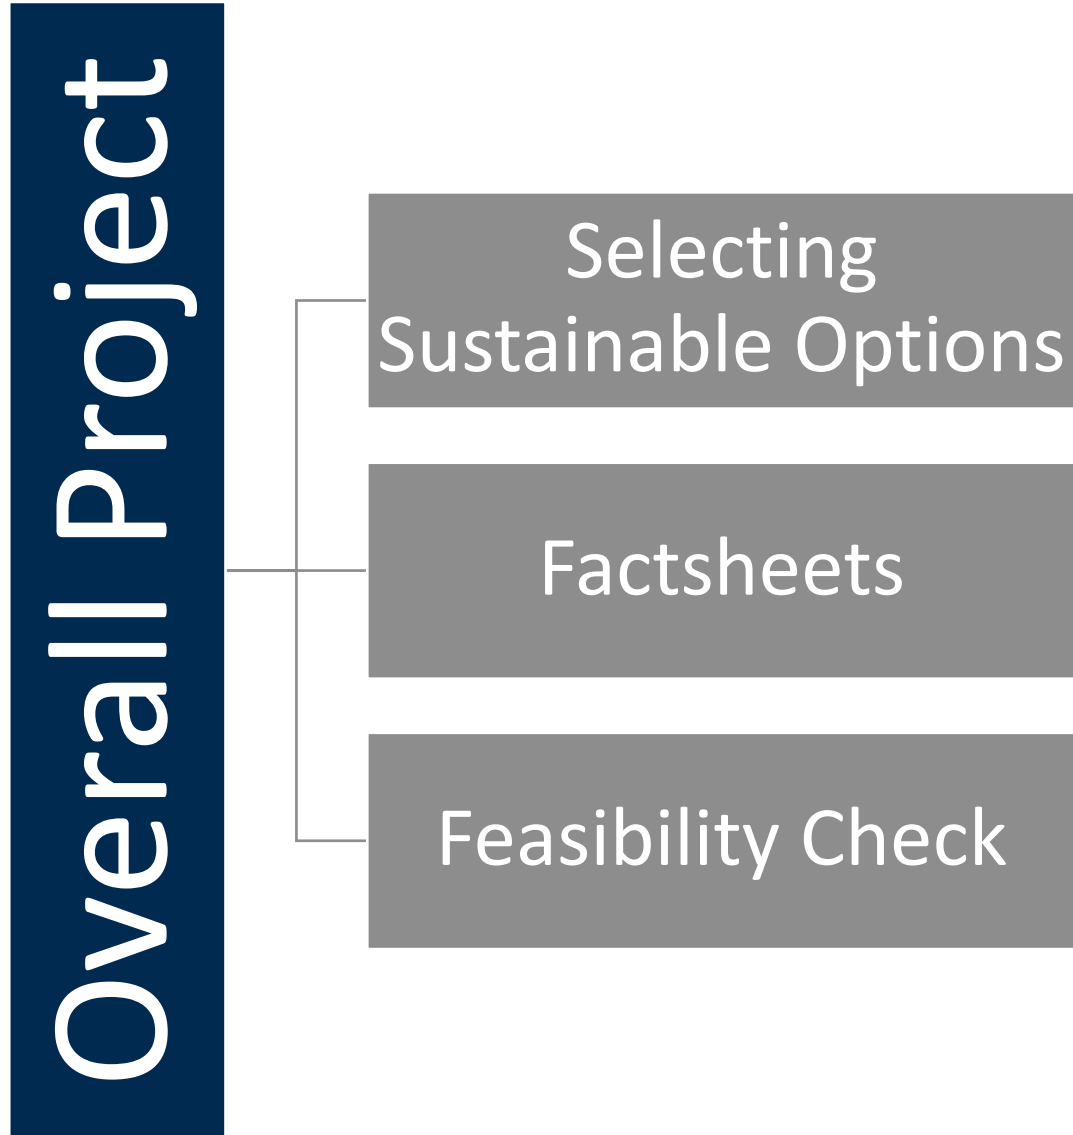 Overall Project
Selecting
Sustainable Options
Factsheets
Feasibility Check